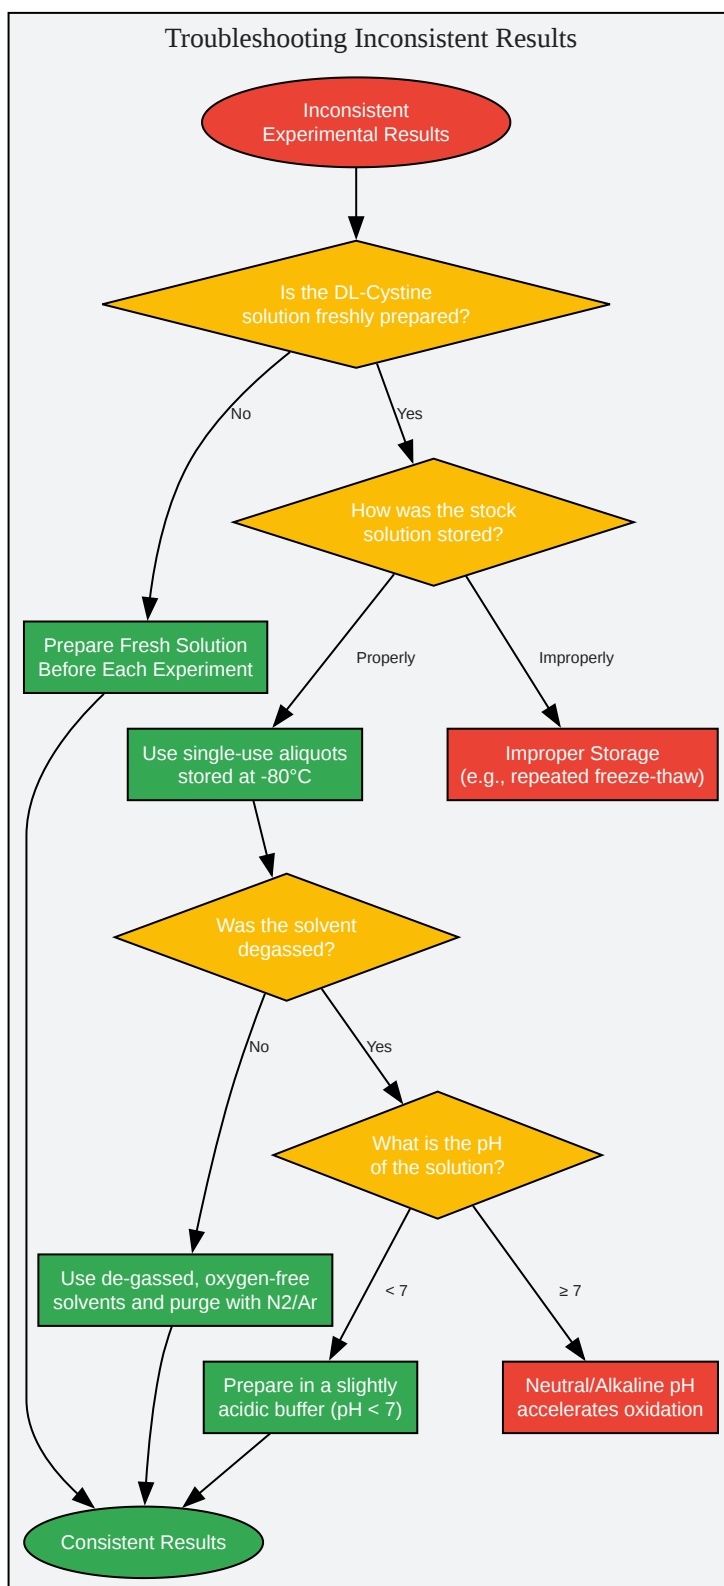 Troubleshooting Inconsistent Results
Inconsistent
Experimental Results
Is the DL-Cystine
solution freshly prepared?
No
Yes
How was the stock
solution stored?
Prepare Fresh Solution
Before Each Experiment
Properly
Improperly
Use single-use aliquots
stored at -80°C
Improper Storage
(e.g., repeated freeze-thaw)
Was the solvent
degassed?
No
Yes
What is the pH
of the solution?
Use de-gassed, oxygen-free
solvents and purge with N2/Ar
< 7
≥ 7
Prepare in a slightly
acidic buffer (pH < 7)
Neutral/Alkaline pH
accelerates oxidation
Consistent Results